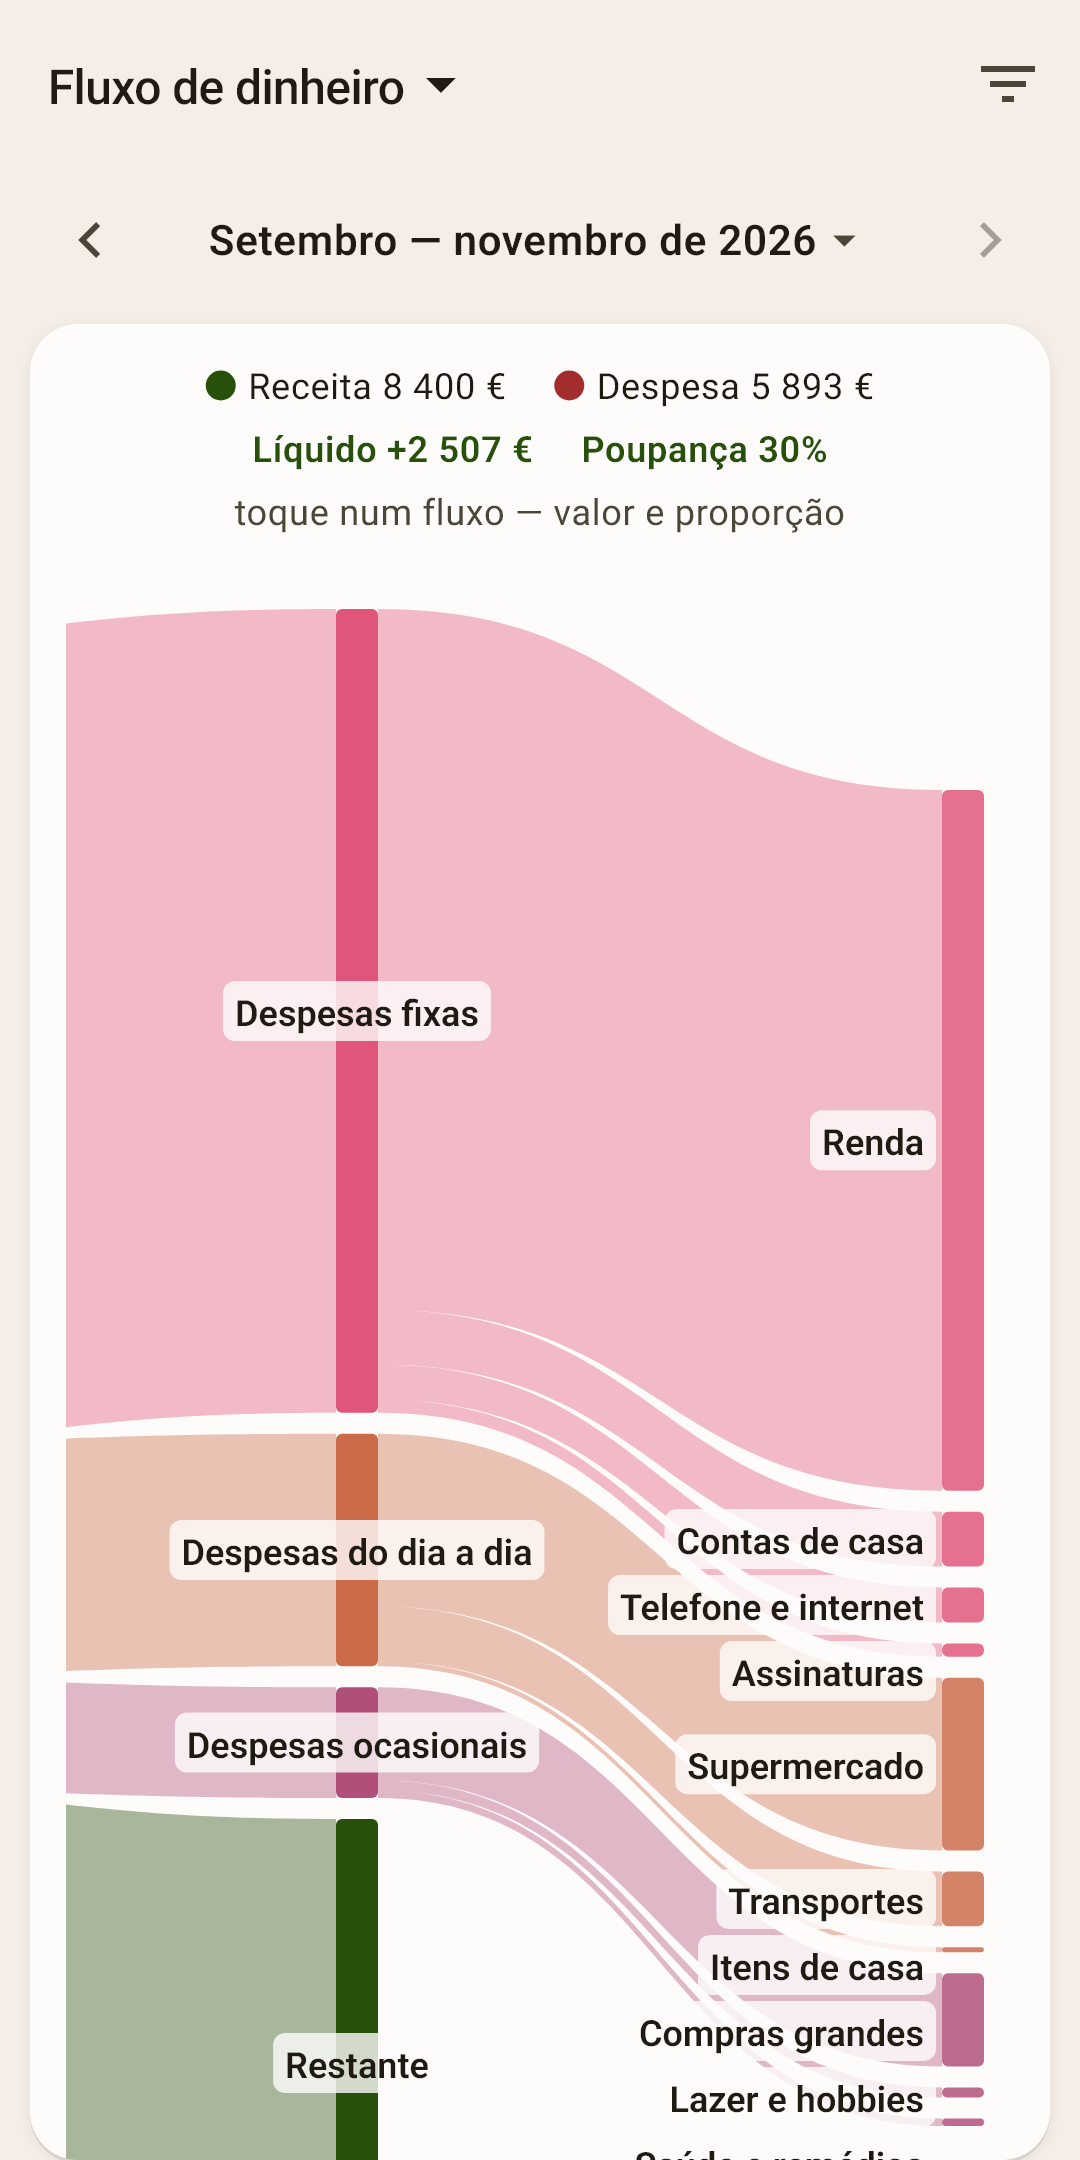 Fluxo de dinheiro
Setembro — novembro de 2026
Receita 8 400 € Despesa 5 893 €
Líquido +2 507 € Poupança 30%
toque num fluxo — valor e proporção
Despesas fixas
Renda
Contas de casa
Despesas do dia a dia
Telefone e internet
Assinaturas
Despesas ocasionais
Supermercado
Transportes
Itens de casa
Compras grandes
Restante
Lazer e hobbies